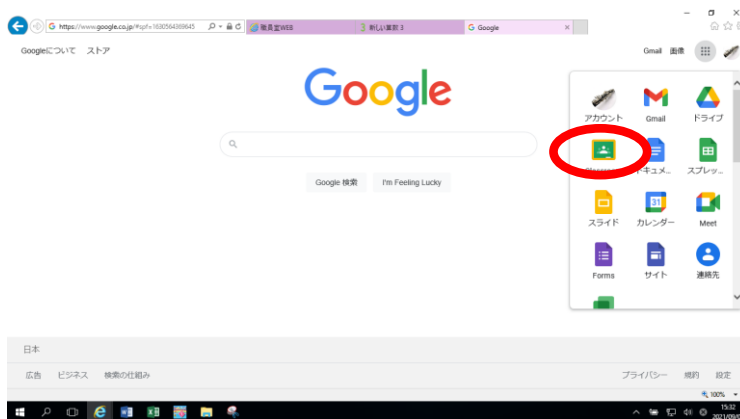 https://www.google.co.jp/#spf=1630564369645
職員室WEB
新しい算数 3
G Google
Googleについて ストア
Gmail 画像
Google
アカウント Gmail ドライブ
ドキュメ... スプレッ...
スライド カレンダー Meet
Forms サイト 連絡先
Google 検索 I'm Feeling Lucky
日本
広告 ビジネス 検索の仕組み
プライバシー 規約 設定
100%
15:32